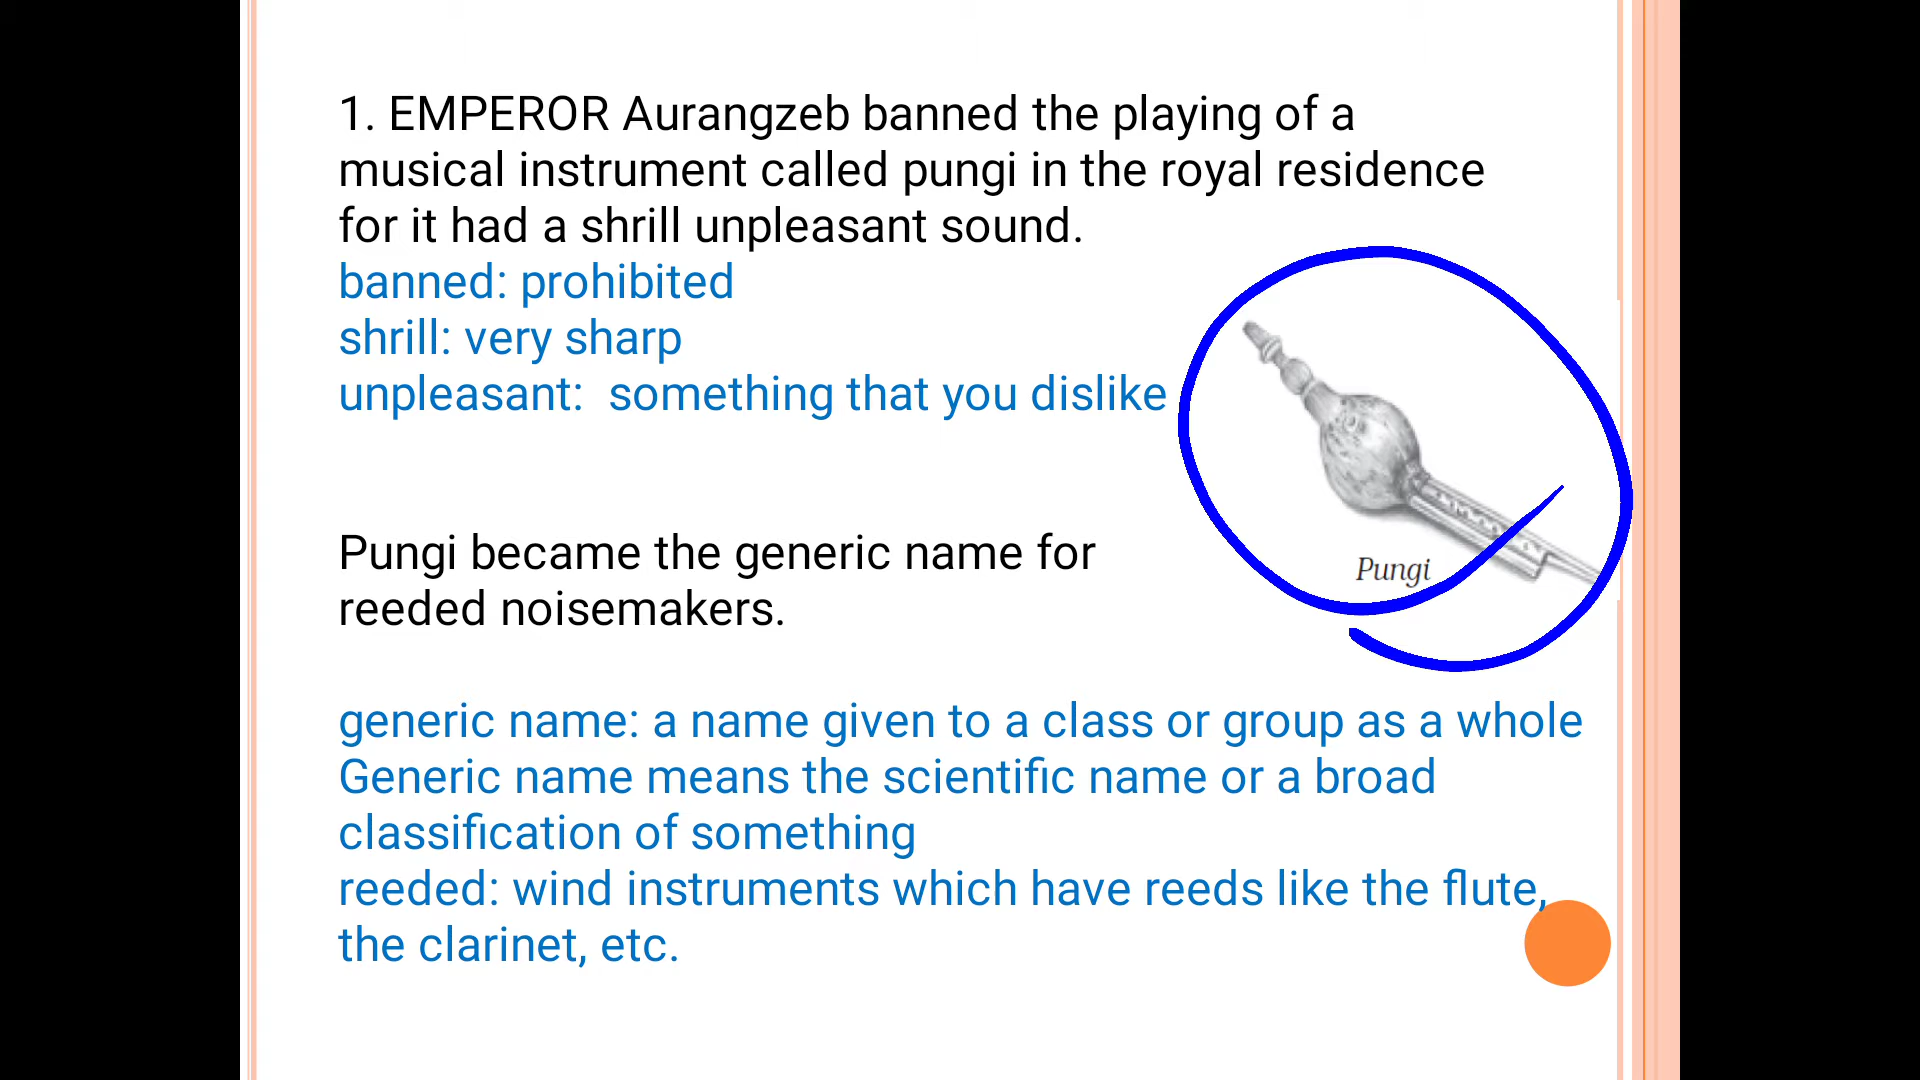 1. EMPEROR Aurangzeb banned the playing of a
musical instrument called pungi in the royal residence
for it had a shrill unpleasant sound.
banned: prohibited
shrill: very sharp
unpleasant:  something that you dislike
Pungi
Pungi became the generic name for
reeded noisemakers.
generic name: a name given to a class or group as a whole
Generic name means the scientific name or a broad
classification of something
reeded: wind instruments which have reeds like the flute,
the clarinet, etc.